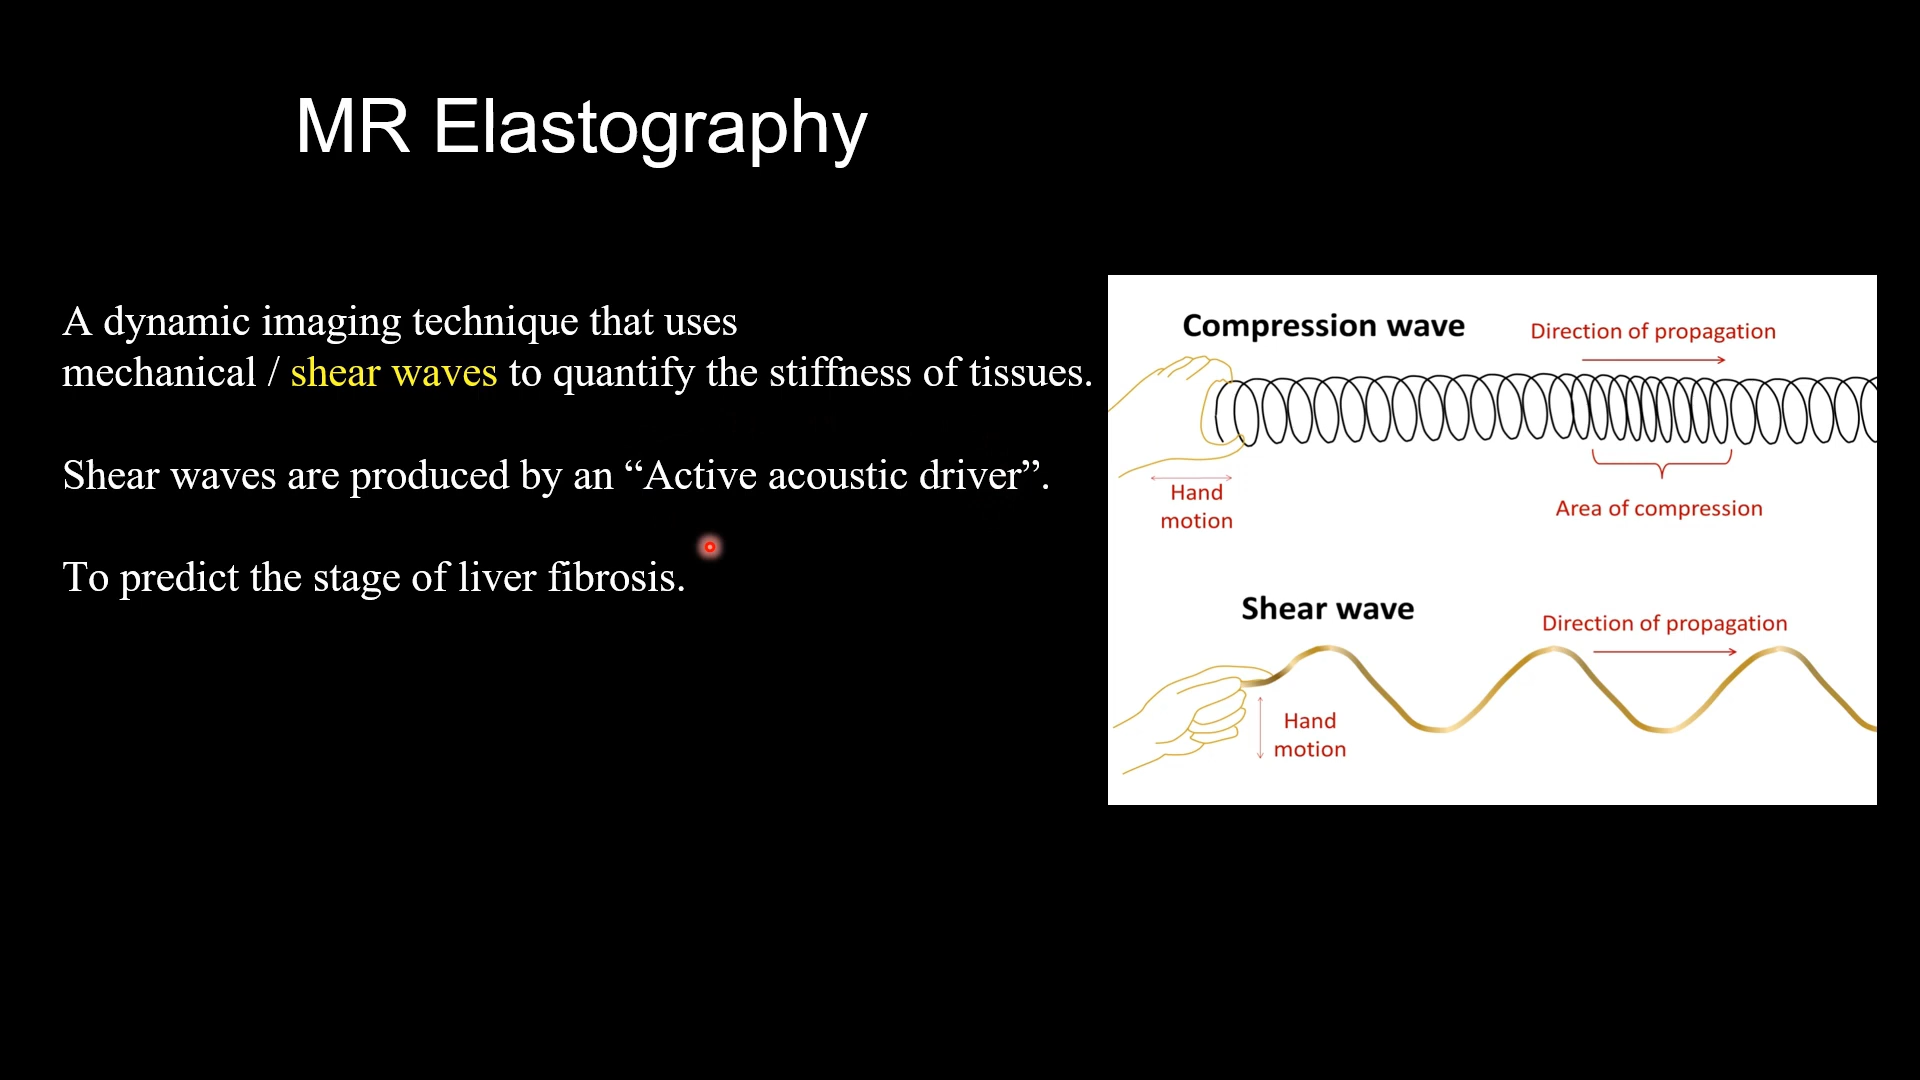 MR Elastography
A dynamic imaging technique that uses
mechanical / shear waves to quantify the stiffness of tissues.
Shear waves are produced by an “Active acoustic driver”.
To predict the stage of liver fibrosis.
Compression wave
Direction of propagation
Hand
motion
Area of compression
Shear wave
Direction of propagation
Hand
motion